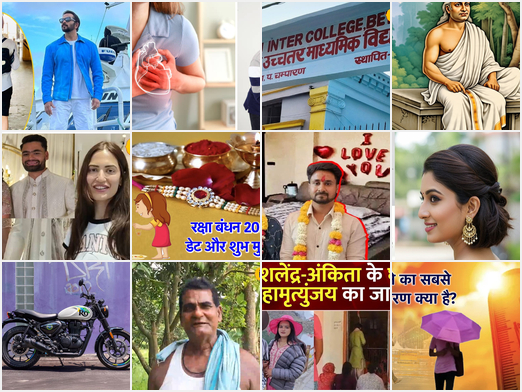 INTER COLLEGE,BE
उच्चतर माध्यमिक
प. चम्पारण
स्थापित-
रक्षा बंधन 20
डेट और शुभ
I
LOVE
YOU
शलेंद्र-अंकिता के
हामृत्युंजय का जा
का सबसे
रण क्या है?